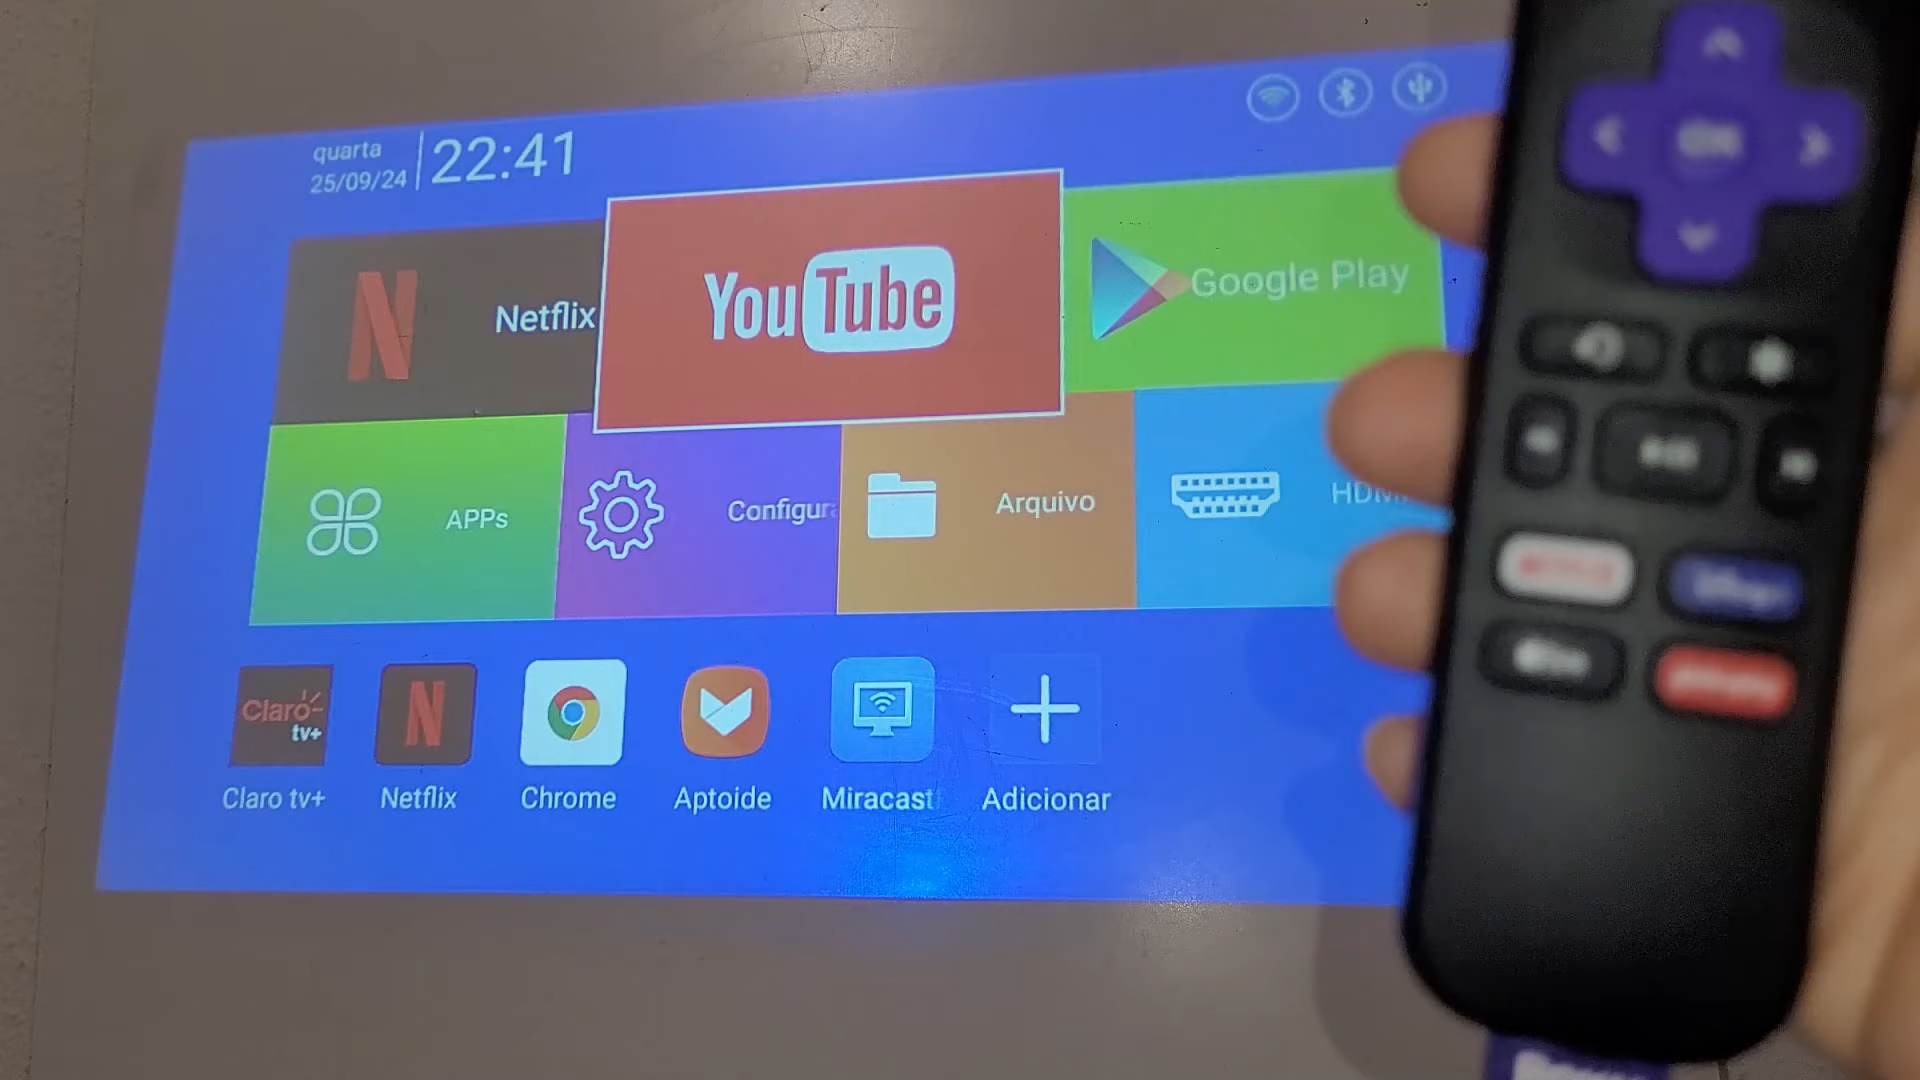 quarta
25/09/24
22:41
Netflix
YouTube
Google Play
APPs
Configura
Arquivo
Claro tv+
Netflix
Chrome
Aptoide
Miracast
Adicionar
Claro
tv+
N
OK